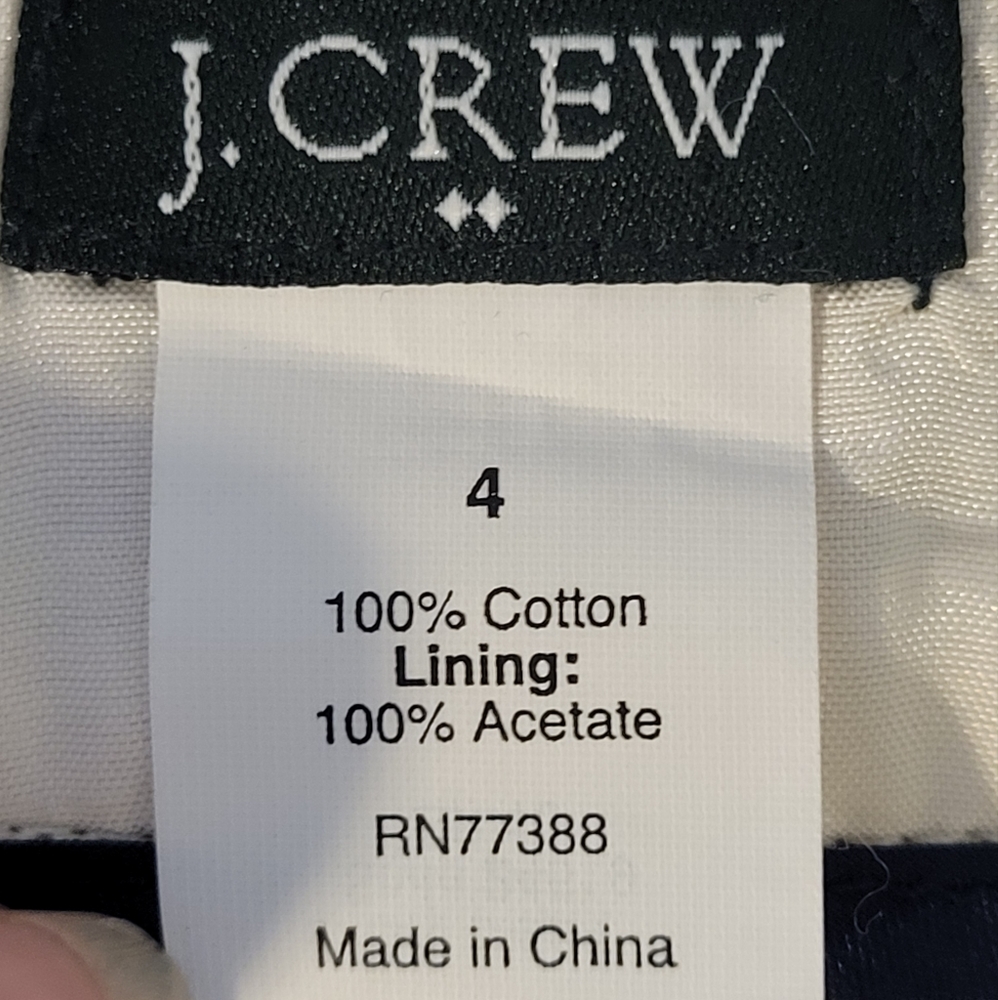 J.CREW
4
100% Cotton
Lining:
100% Acetate
RN77388
Made in China